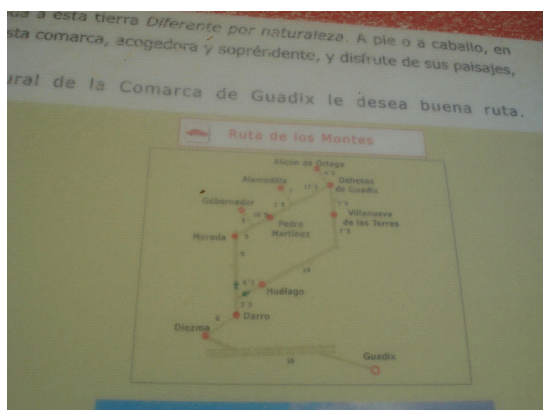 a esta tierra Diferente por naturaleza. A pie o a caballo, en
sta comarca, acogedora y sopréndente, y disfrute de sus paisajes,
ural de la Comarca de Guadix le desea buena ruta.
Ruta de los Montes
Alicún de Ortega
Alamedilla
Dehesas
de Guadix
Gobernador
Villanueva
de las Torres
Pedro
Martínez
Moreda
Huélago
Darro
Diezma
Guadix